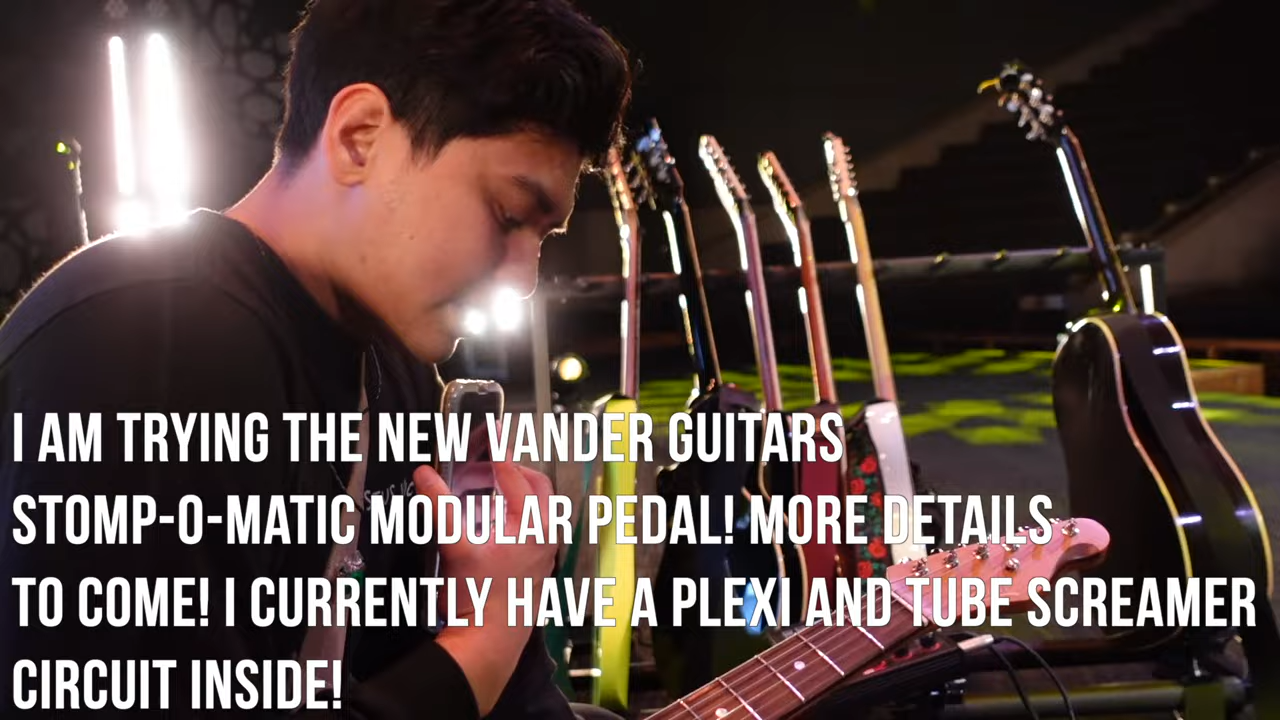 I AM TRYING THE NEW VANDER GUITARS
STOMP-O-MATIC MODULAR PEDAL! MORE DETAILS
TO COME! I CURRENTLY HAVE A PLEXI AND TUBE SCREAMER
CIRCUIT INSIDE!